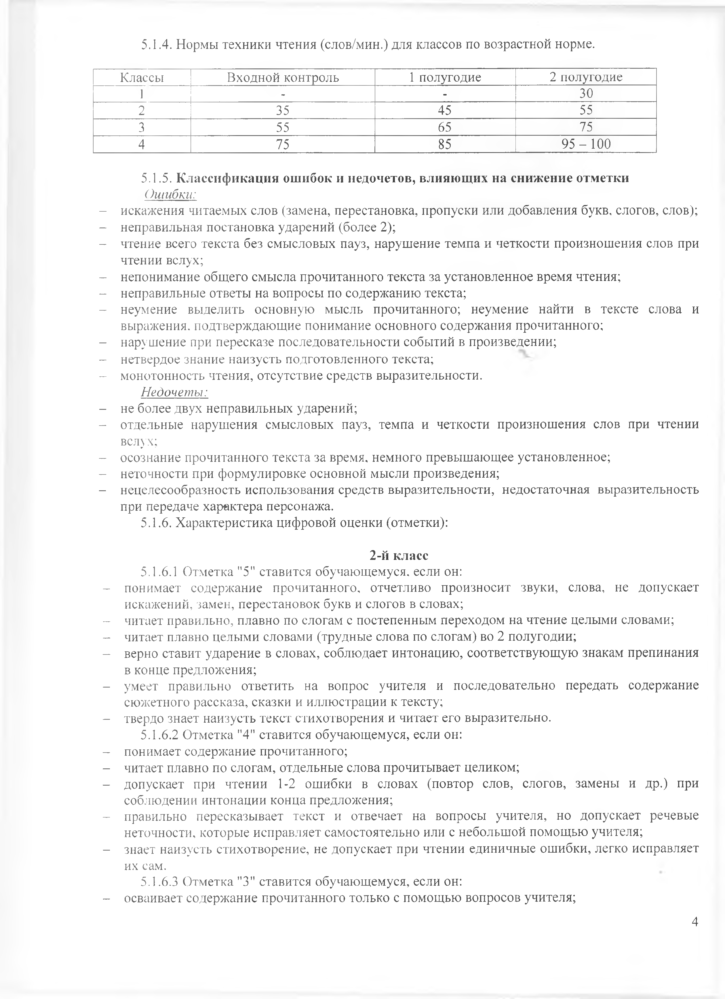 5.1.4. Нормы техники чтения (слов/мин.) для классов по возрастной норме.
Классы Входной контроль 1 полугодие 2 полугодие
1 - - 30
2 35 45 55
3 55 65 75
4 75 85 95 – 100
5.1.5. Классификация ошибок и недочетов, влияющих на снижение отметки
Ошибки:
– искажения читаемых слов (замена, перестановка, пропуски или добавления букв, слогов, слов);
– неправильная постановка ударений (более 2);
– чтение всего текста без смысловых пауз, нарушение темпа и четкости произношения слов при
чтении вслух;
– непонимание общего смысла прочитанного текста за установленное время чтения;
– неправильные ответы на вопросы по содержанию текста;
– неумение выделить основную мысль прочитанного; неумение найти в тексте слова и
выражения, подтверждающие понимание основного содержания прочитанного;
– нарушение при пересказе последовательности событий в произведении;
– нетвердое знание наизусть подготовленного текста;
– монотонность чтения, отсутствие средств выразительности.
Недочеты:
– не более двух неправильных ударений;
– отдельные нарушения смысловых пауз, темпа и четкости произношения слов при чтении
вслух;
– осознание прочитанного текста за время, немного превышающее установленное;
– неточности при формулировке основной мысли произведения;
– нецелесообразность использования средств выразительности, недостаточная выразительность
при передаче характера персонажа.
5.1.6. Характеристика цифровой оценки (отметки):
2-й класс
5.1.6.1 Отметка "5" ставится обучающемуся, если он:
– понимает содержание прочитанного, отчетливо произносит звуки, слова, не допускает
искажений, замен, перестановок букв и слогов в словах;
– читает правильно, плавно по слогам с постепенным переходом на чтение целыми словами;
– читает плавно целыми словами (трудные слова по слогам) во 2 полугодии;
– верно ставит ударение в словах, соблюдает интонацию, соответствующую знакам препинания
в конце предложения;
– умеет правильно ответить на вопрос учителя и последовательно передать содержание
сюжетного рассказа, сказки и иллюстрации к тексту;
– твердо знает наизусть текст стихотворения и читает его выразительно.
5.1.6.2 Отметка "4" ставится обучающемуся, если он:
– понимает содержание прочитанного;
– читает плавно по слогам, отдельные слова прочитывает целиком;
– допускает при чтении 1-2 ошибки в словах (повтор слов, слогов, замены и др.) при
соблюдении интонации конца предложения;
– правильно пересказывает текст и отвечает на вопросы учителя, но допускает речевые
неточности, которые исправляет самостоятельно или с небольшой помощью учителя;
– знает наизусть стихотворение, не допускает при чтении единичные ошибки, легко исправляет
их сам.
5.1.6.3 Отметка "3" ставится обучающемуся, если он:
– осваивает содержание прочитанного только с помощью вопросов учителя;
4